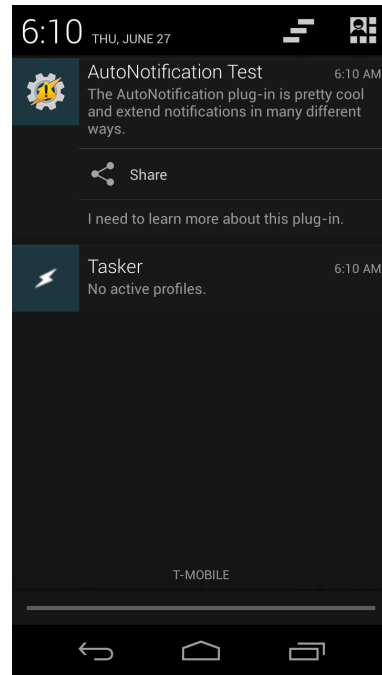 6:10 THU, JUNE 27
AutoNotification Test 6:10 AM
The AutoNotification plug-in is pretty cool
and extend notifications in many different
ways.
Share
I need to learn more about this plug-in.
Tasker 6:10 AM
No active profiles.
T-MOBILE